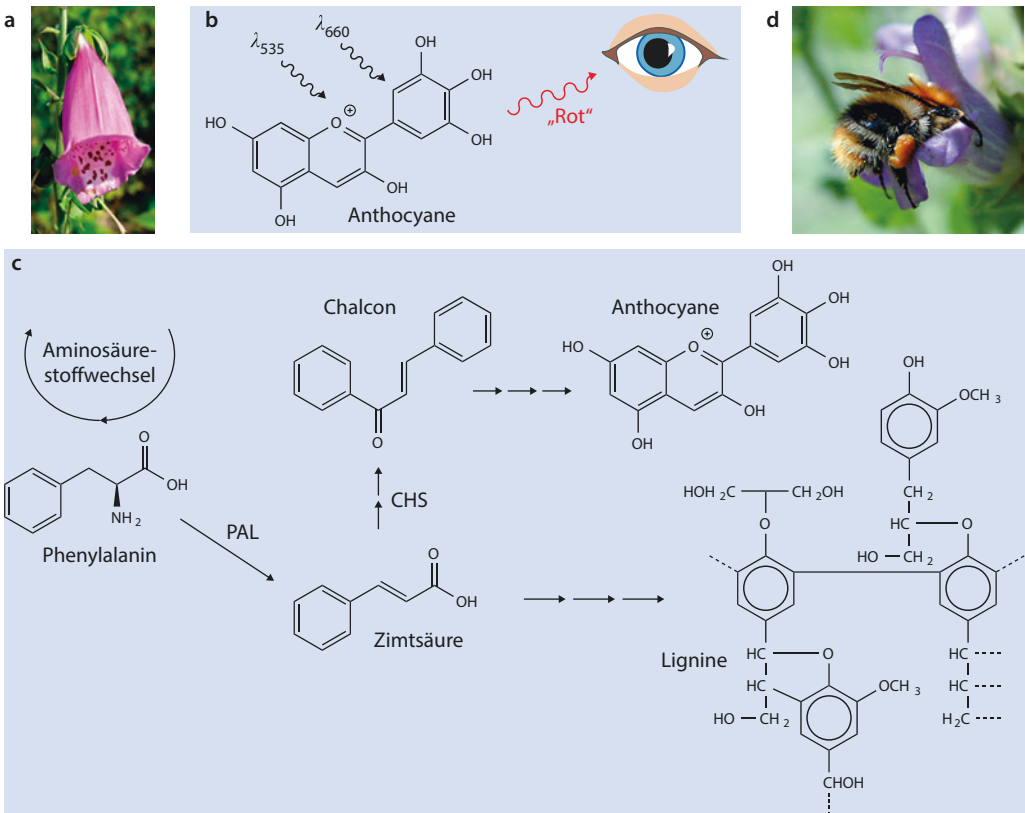 a
b
λ535
λ660
OH
OH
OH
HO
O
⊕
OH
OH
Anthocyane
„Rot“
d
c
Aminosäure-
stoffwechsel
O
OH
NH2
Phenylalanin
PAL
Chalcon
O
CHS
O
OH
Zimtsäure
Anthocyane
OH
OH
OH
HO
O
⊕
OH
OH
Lignine
OH
OCH3
CH2
HC
O
HO
CH2
HOH2C
CH2OH
O
HC
O
HC
OCH3
HO
CH2
CHOH
HC
HC
H2C